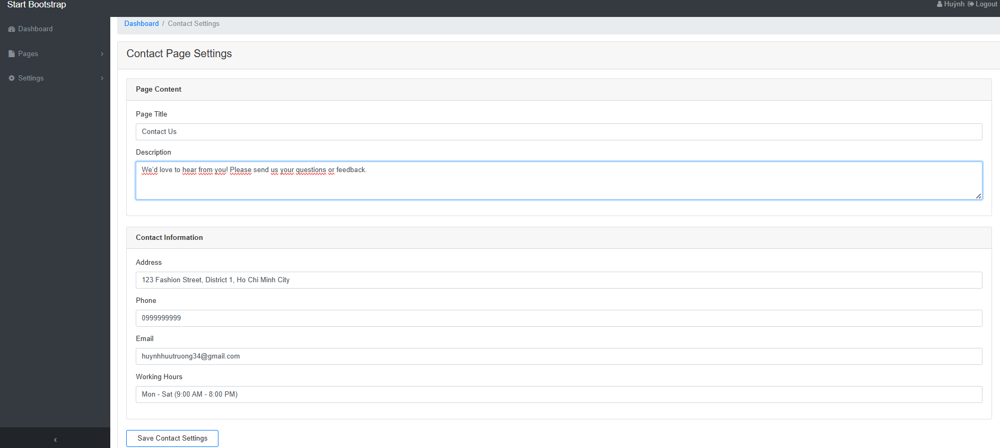 Start Bootstrap
Huỳnh Logout
Dashboard
Pages
Settings
Dashboard / Contact Settings
Contact Page Settings
Page Content
Page Title
Contact Us
Description
We'd love to hear from you! Please send us your questions or feedback.
Contact Information
Address
123 Fashion Street, District 1, Ho Chi Minh City
Phone
0999999999
Email
huynhhuutruong34@gmail.com
Working Hours
Mon - Sat (9:00 AM - 8:00 PM)
Save Contact Settings